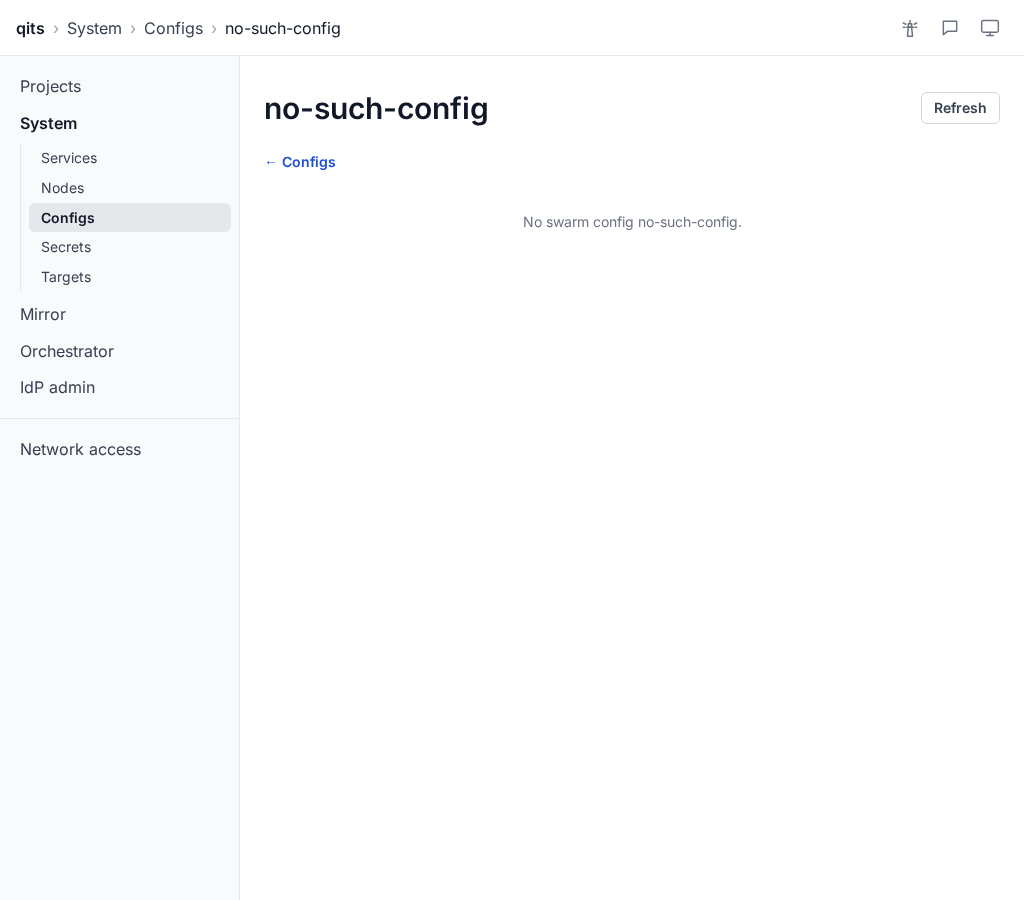 qits › System › Configs › no-such-config
Projects
System
Services
Nodes
Configs
Secrets
Targets
Mirror
Orchestrator
IdP admin
Network access
no-such-config
Refresh
← Configs
No swarm config no-such-config.